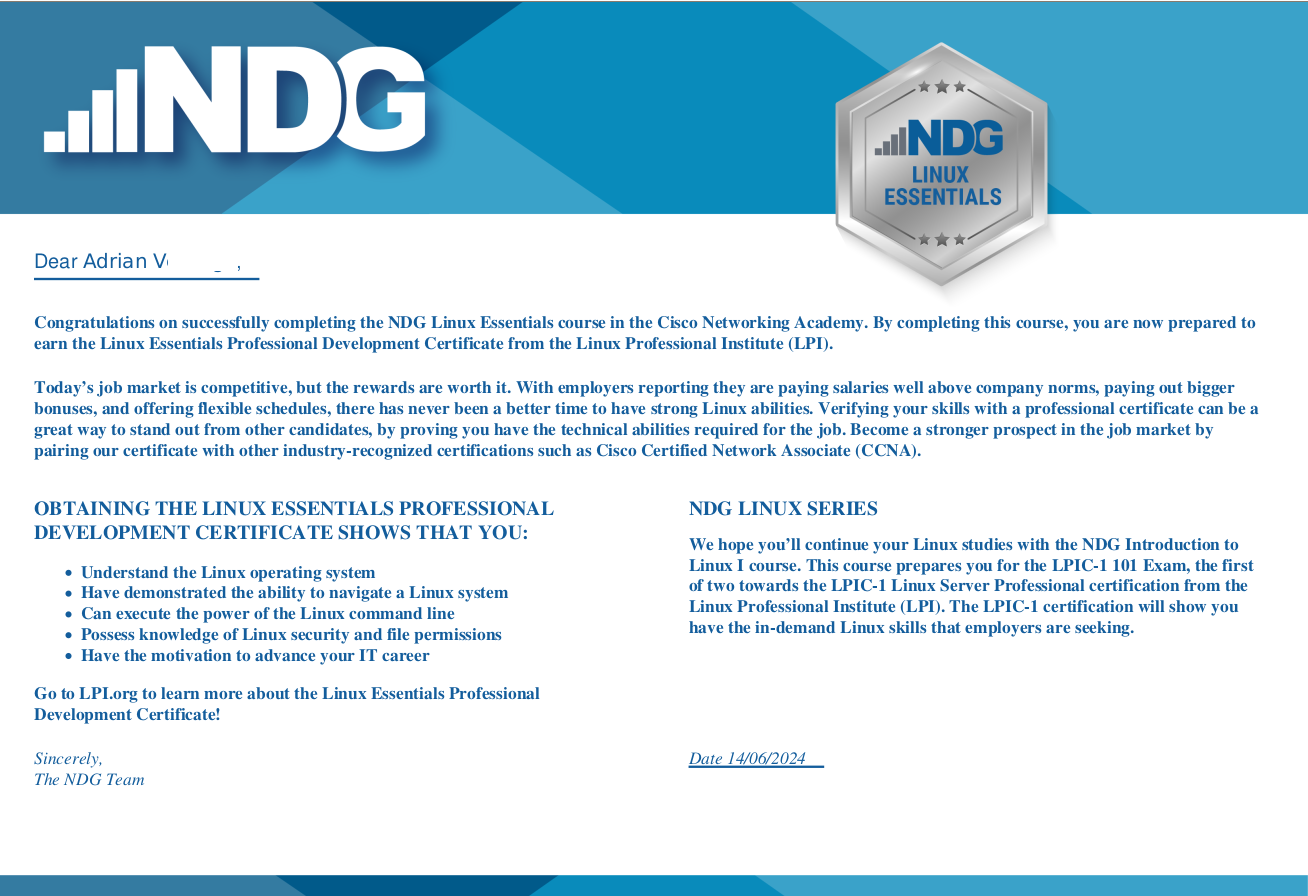 NDG
NDG
LINUX
ESSENTIALS
Dear Adrian
Congratulations on successfully completing the NDG Linux Essentials course in the Cisco Networking Academy. By completing this course, you are now prepared to
earn the Linux Essentials Professional Development Certificate from the Linux Professional Institute (LPI).
Today’s job market is competitive, but the rewards are worth it. With employers reporting they are paying salaries well above company norms, paying out bigger
bonuses, and offering flexible schedules, there has never been a better time to have strong Linux abilities. Verifying your skills with a professional certificate can be a
great way to stand out from other candidates, by proving you have the technical abilities required for the job. Become a stronger prospect in the job market by
pairing our certificate with other industry-recognized certifications such as Cisco Certified Network Associate (CCNA).
OBTAINING THE LINUX ESSENTIALS PROFESSIONAL
DEVELOPMENT CERTIFICATE SHOWS THAT YOU:
• Understand the Linux operating system
• Have demonstrated the ability to navigate a Linux system
• Can execute the power of the Linux command line
• Possess knowledge of Linux security and file permissions
• Have the motivation to advance your IT career
Go to LPI.org to learn more about the Linux Essentials Professional
Development Certificate!
Sincerely,
The NDG Team
NDG LINUX SERIES
We hope you’ll continue your Linux studies with the NDG Introduction to
Linux I course. This course prepares you for the LPIC-1 101 Exam, the first
of two towards the LPIC-1 Linux Server Professional certification from the
Linux Professional Institute (LPI). The LPIC-1 certification will show you
have the in-demand Linux skills that employers are seeking.
Date 14/06/2024